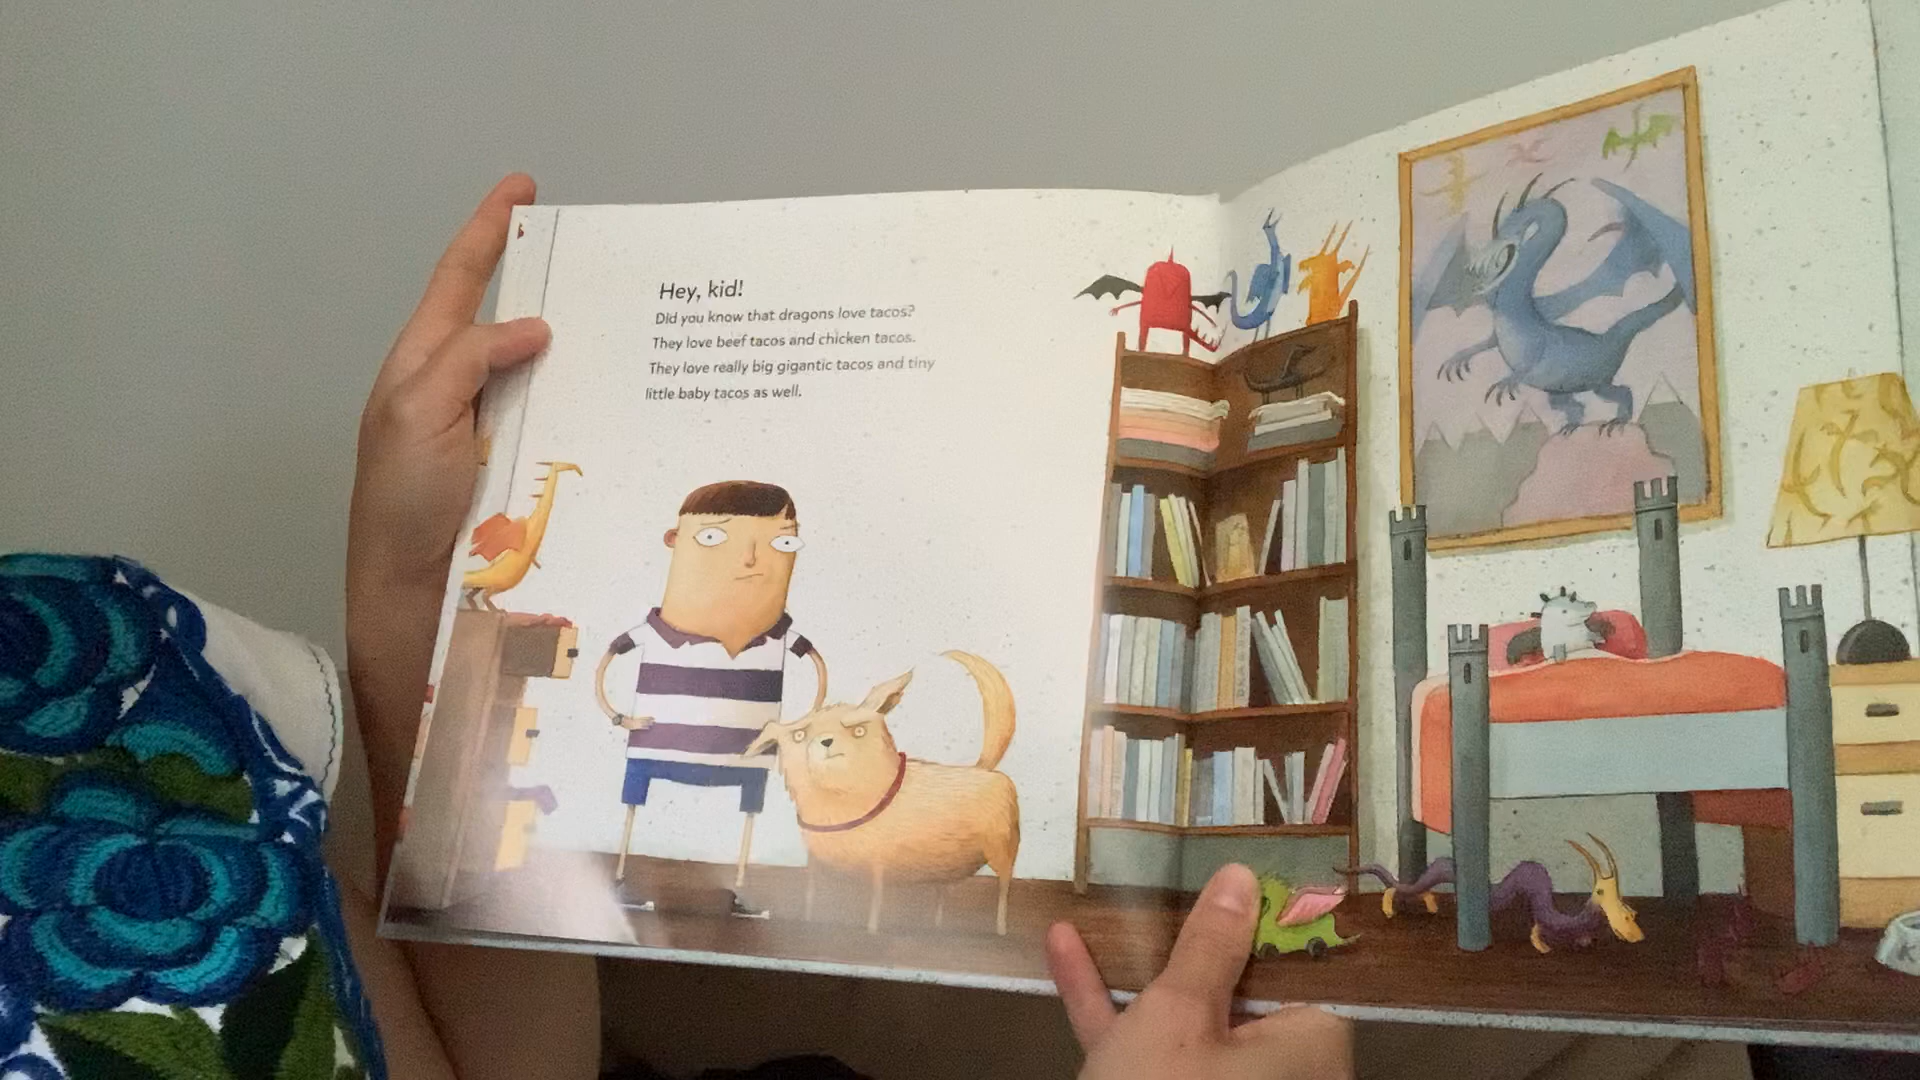 Hey, kid!
Did you know that dragons love tacos?
They love beef tacos and chicken tacos.
They love really big gigantic tacos and tiny
little baby tacos as well.